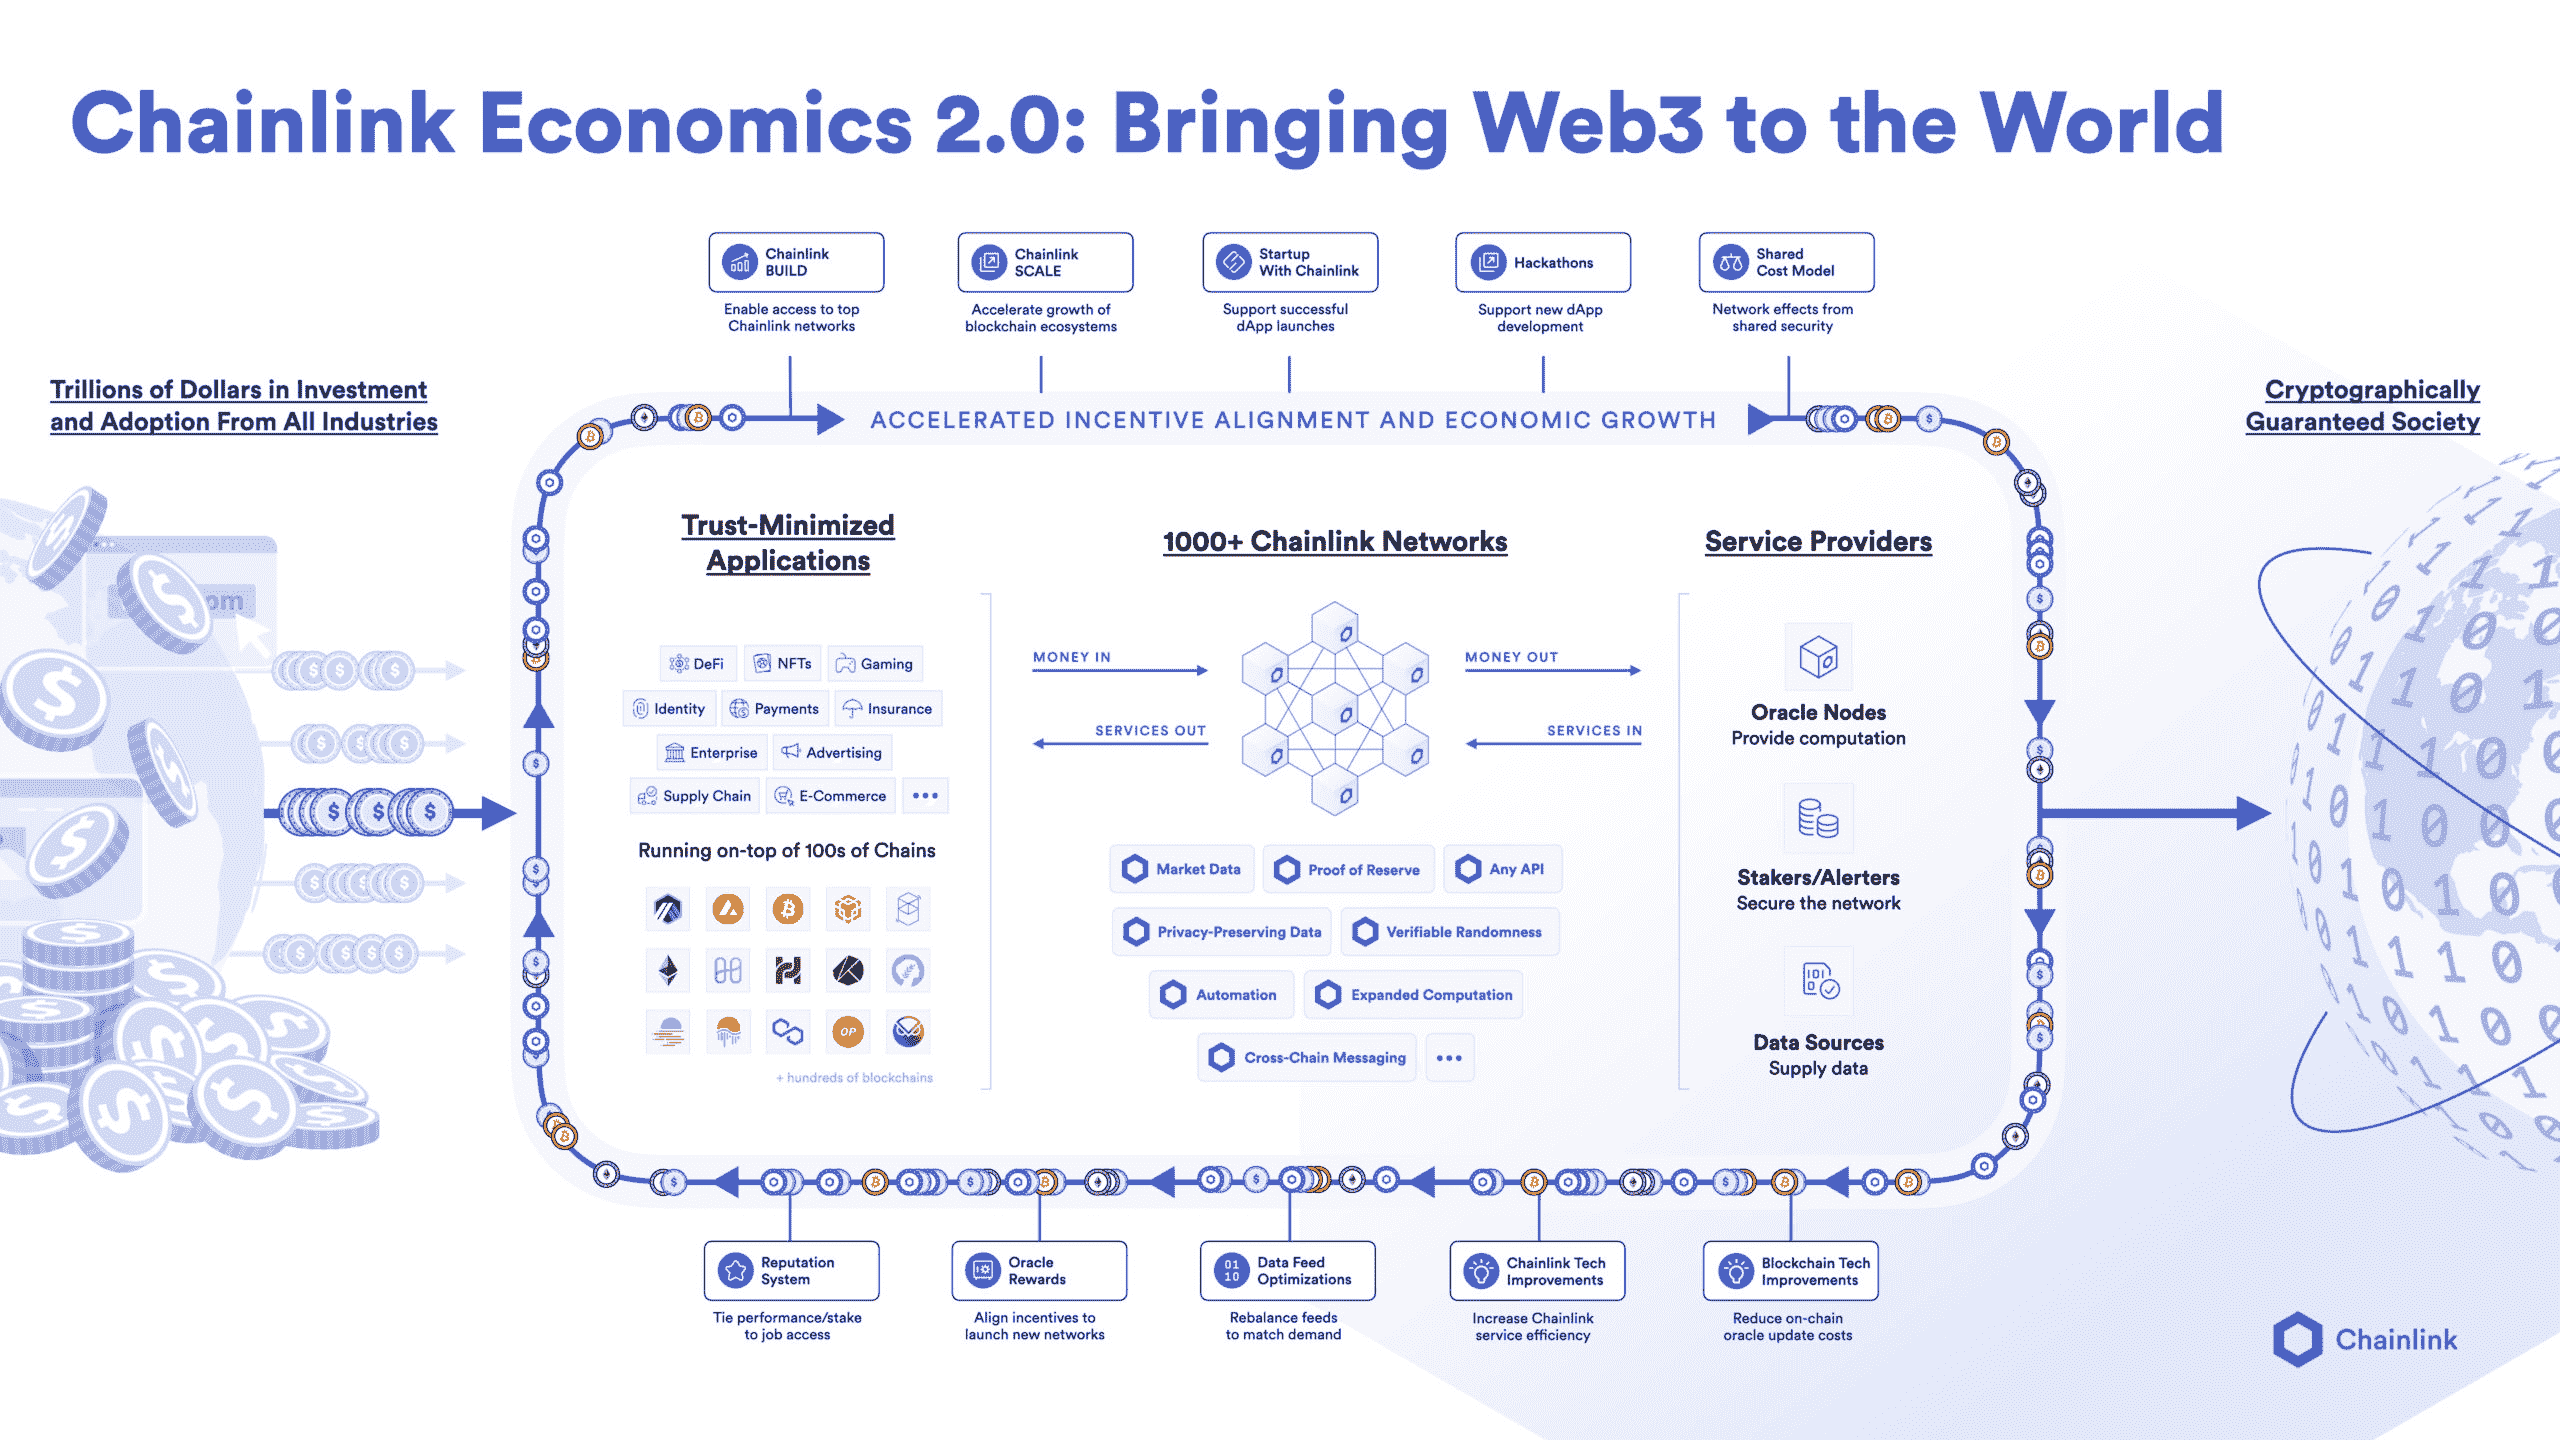 Chainlink Economics 2.0: Bringing Web3 to the World
Chainlink
BUILD
Enable access to top
Chainlink networks
Chainlink
SCALE
Accelerate growth of
blockchain ecosystems
Startup
With Chainlink
Support successful
dApp launches
Hackathons
Support new dApp
development
Shared
Cost Model
Network effects from
shared security
Trillions of Dollars in Investment
and Adoption From All Industries
ACCELERATED INCENTIVE ALIGNMENT AND ECONOMIC GROWTH
Cryptographically
Guaranteed Society
Trust-Minimized
Applications
DeFi
NFTs
Gaming
Identity
Payments
Insurance
Enterprise
Advertising
Supply Chain
E-Commerce
Running on-top of 100s of Chains
OP
+ hundreds of blockchains
1000+ Chainlink Networks
MONEY IN
MONEY OUT
SERVICES OUT
SERVICES IN
Market Data
Proof of Reserve
Any API
Privacy-Preserving Data
Verifiable Randomness
Automation
Expanded Computation
Cross-Chain Messaging
Service Providers
Oracle Nodes
Provide computation
Stakers/Alerters
Secure the network
Data Sources
Supply data
Reputation
System
Tie performance/stake
to job access
Oracle
Rewards
Align incentives to
launch new networks
01
10
Data Feed
Optimizations
Rebalance feeds
to match demand
Chainlink Tech
Improvements
Increase Chainlink
service efficiency
Blockchain Tech
Improvements
Reduce on-chain
oracle update costs
Chainlink